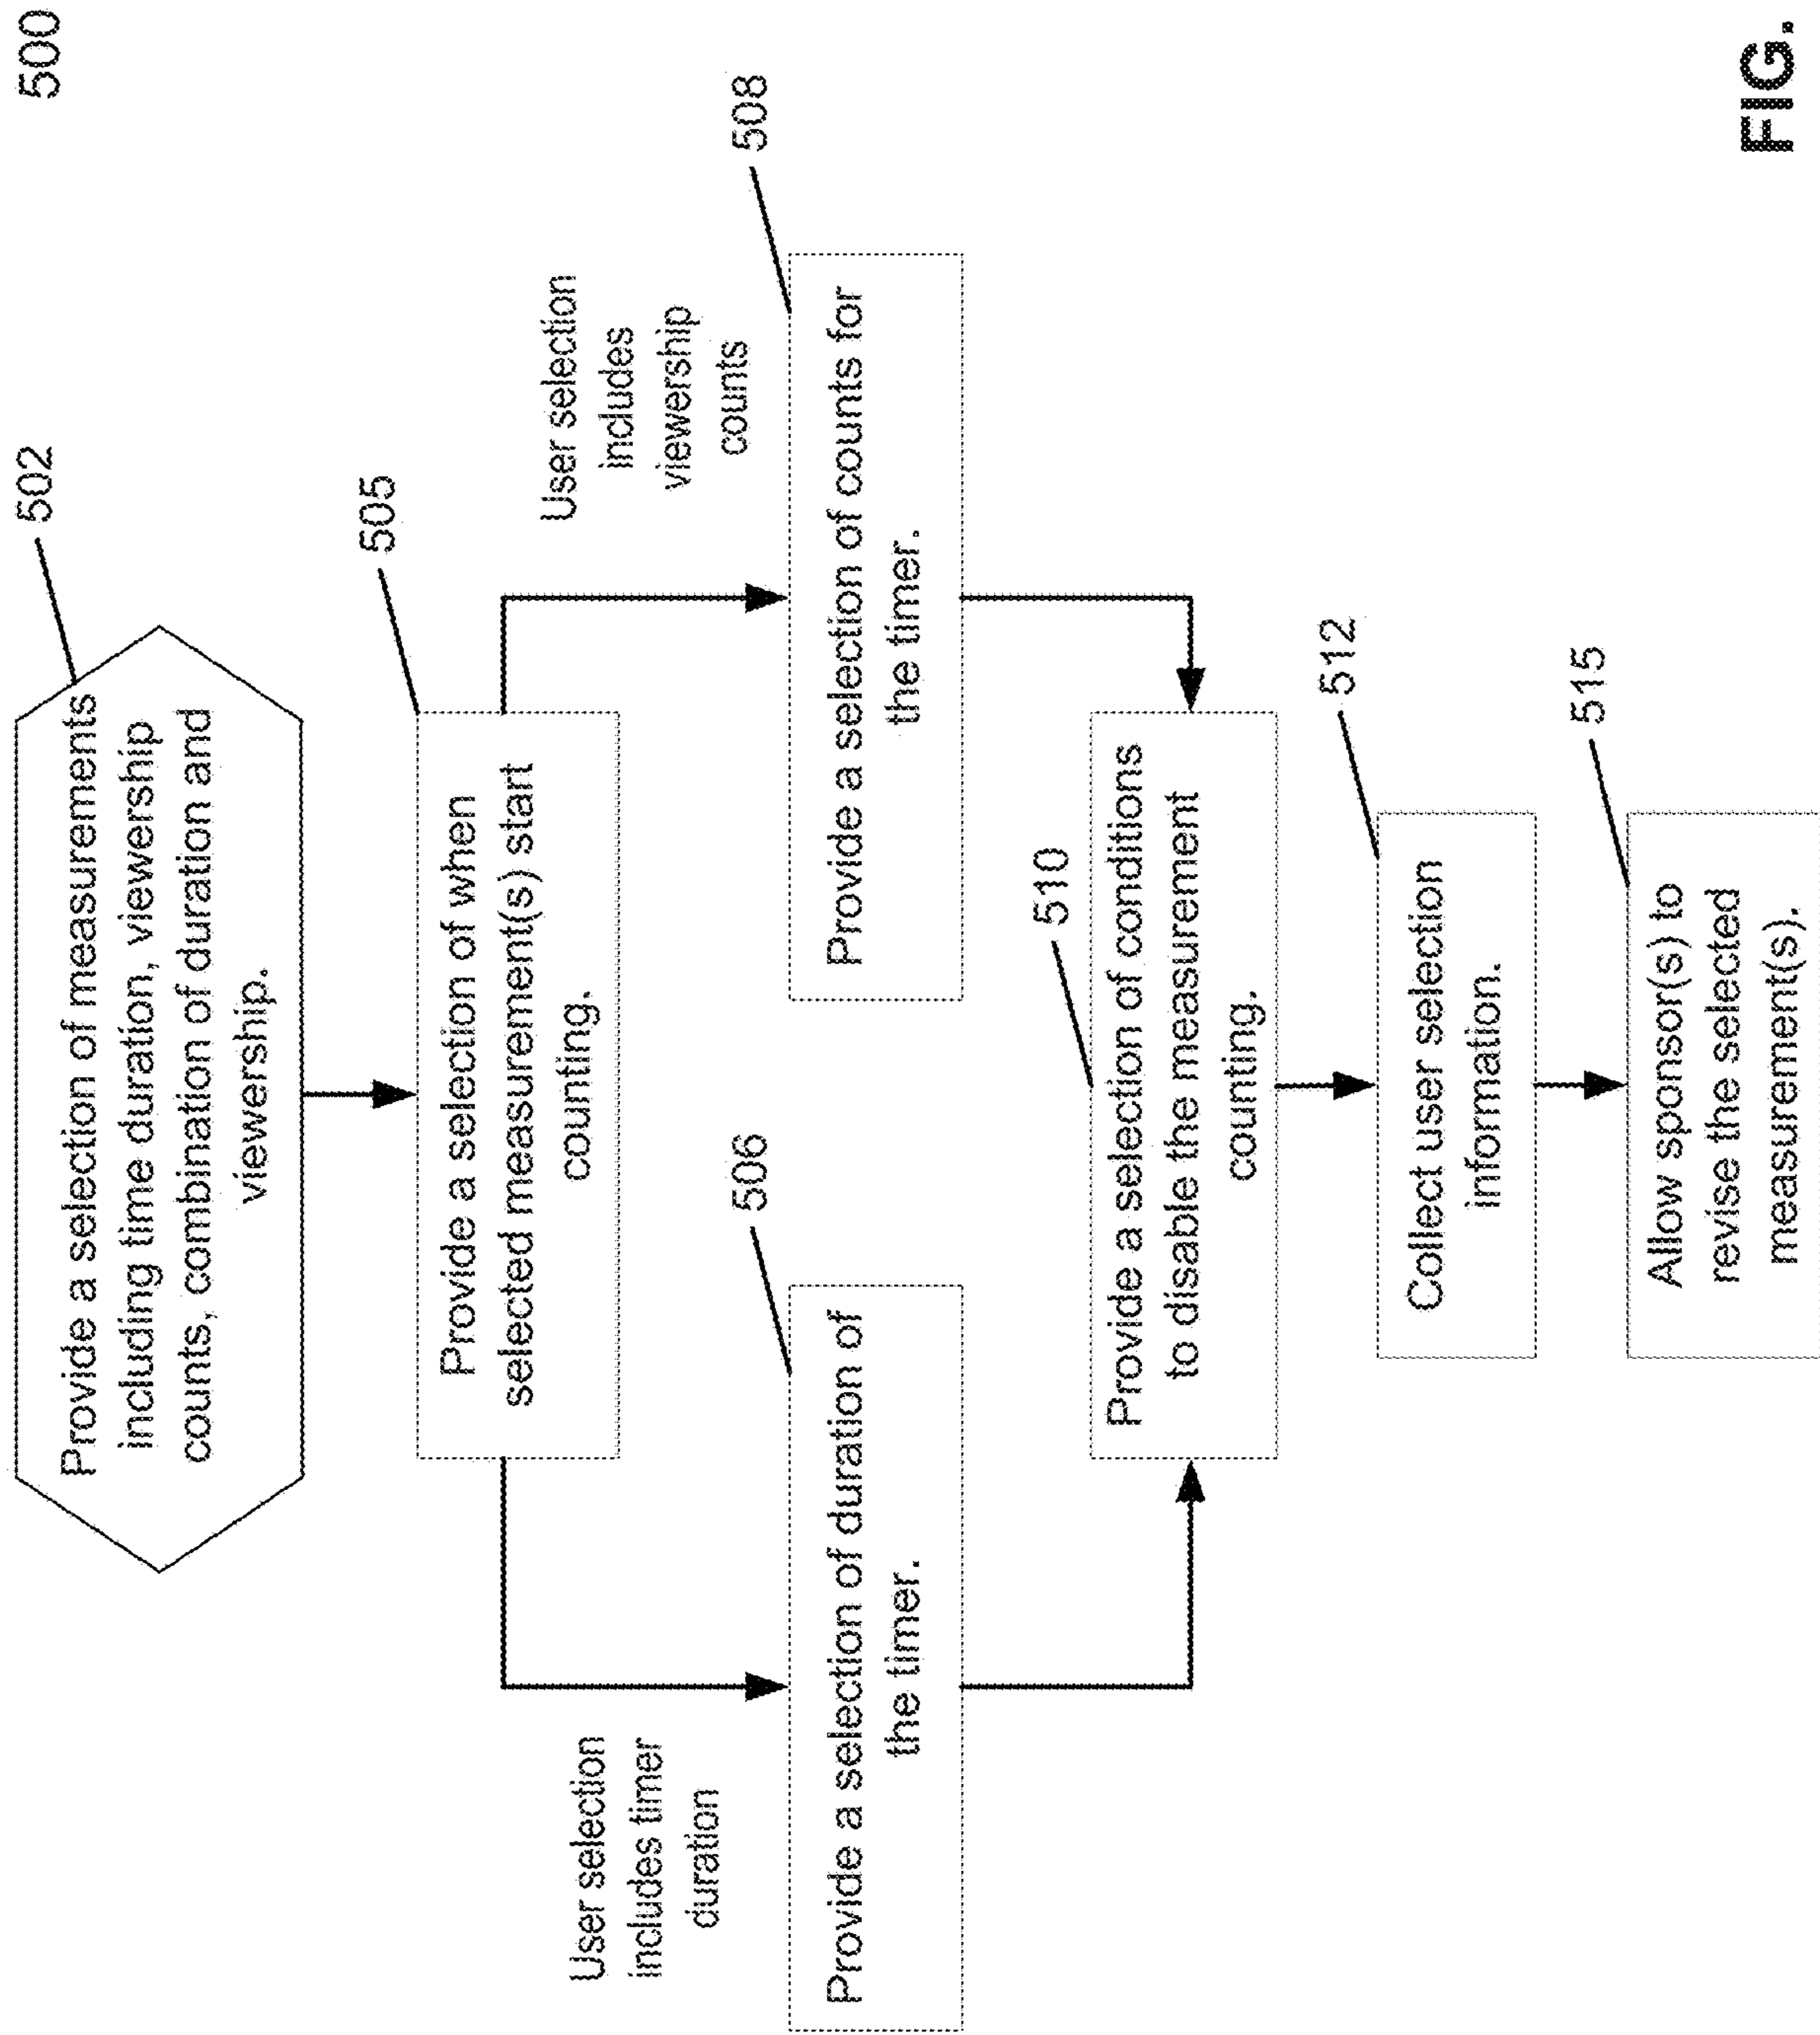 500
502
Provide a selection of measurements
including time duration, viewership
counts, combination of duration and
viewership.
505
Provide a selection of when
selected measurement(s) start
counting.
User selection
includes timer
duration
User selection
includes
viewership
counts
506
Provide a selection of duration of
the timer.
508
Provide a selection of counts for
the timer.
510
Provide a selection of conditions
to disable the measurement
counting.
512
Collect user selection
information.
515
Allow sponsor(s) to
revise the selected
measurement(s).
FIG.